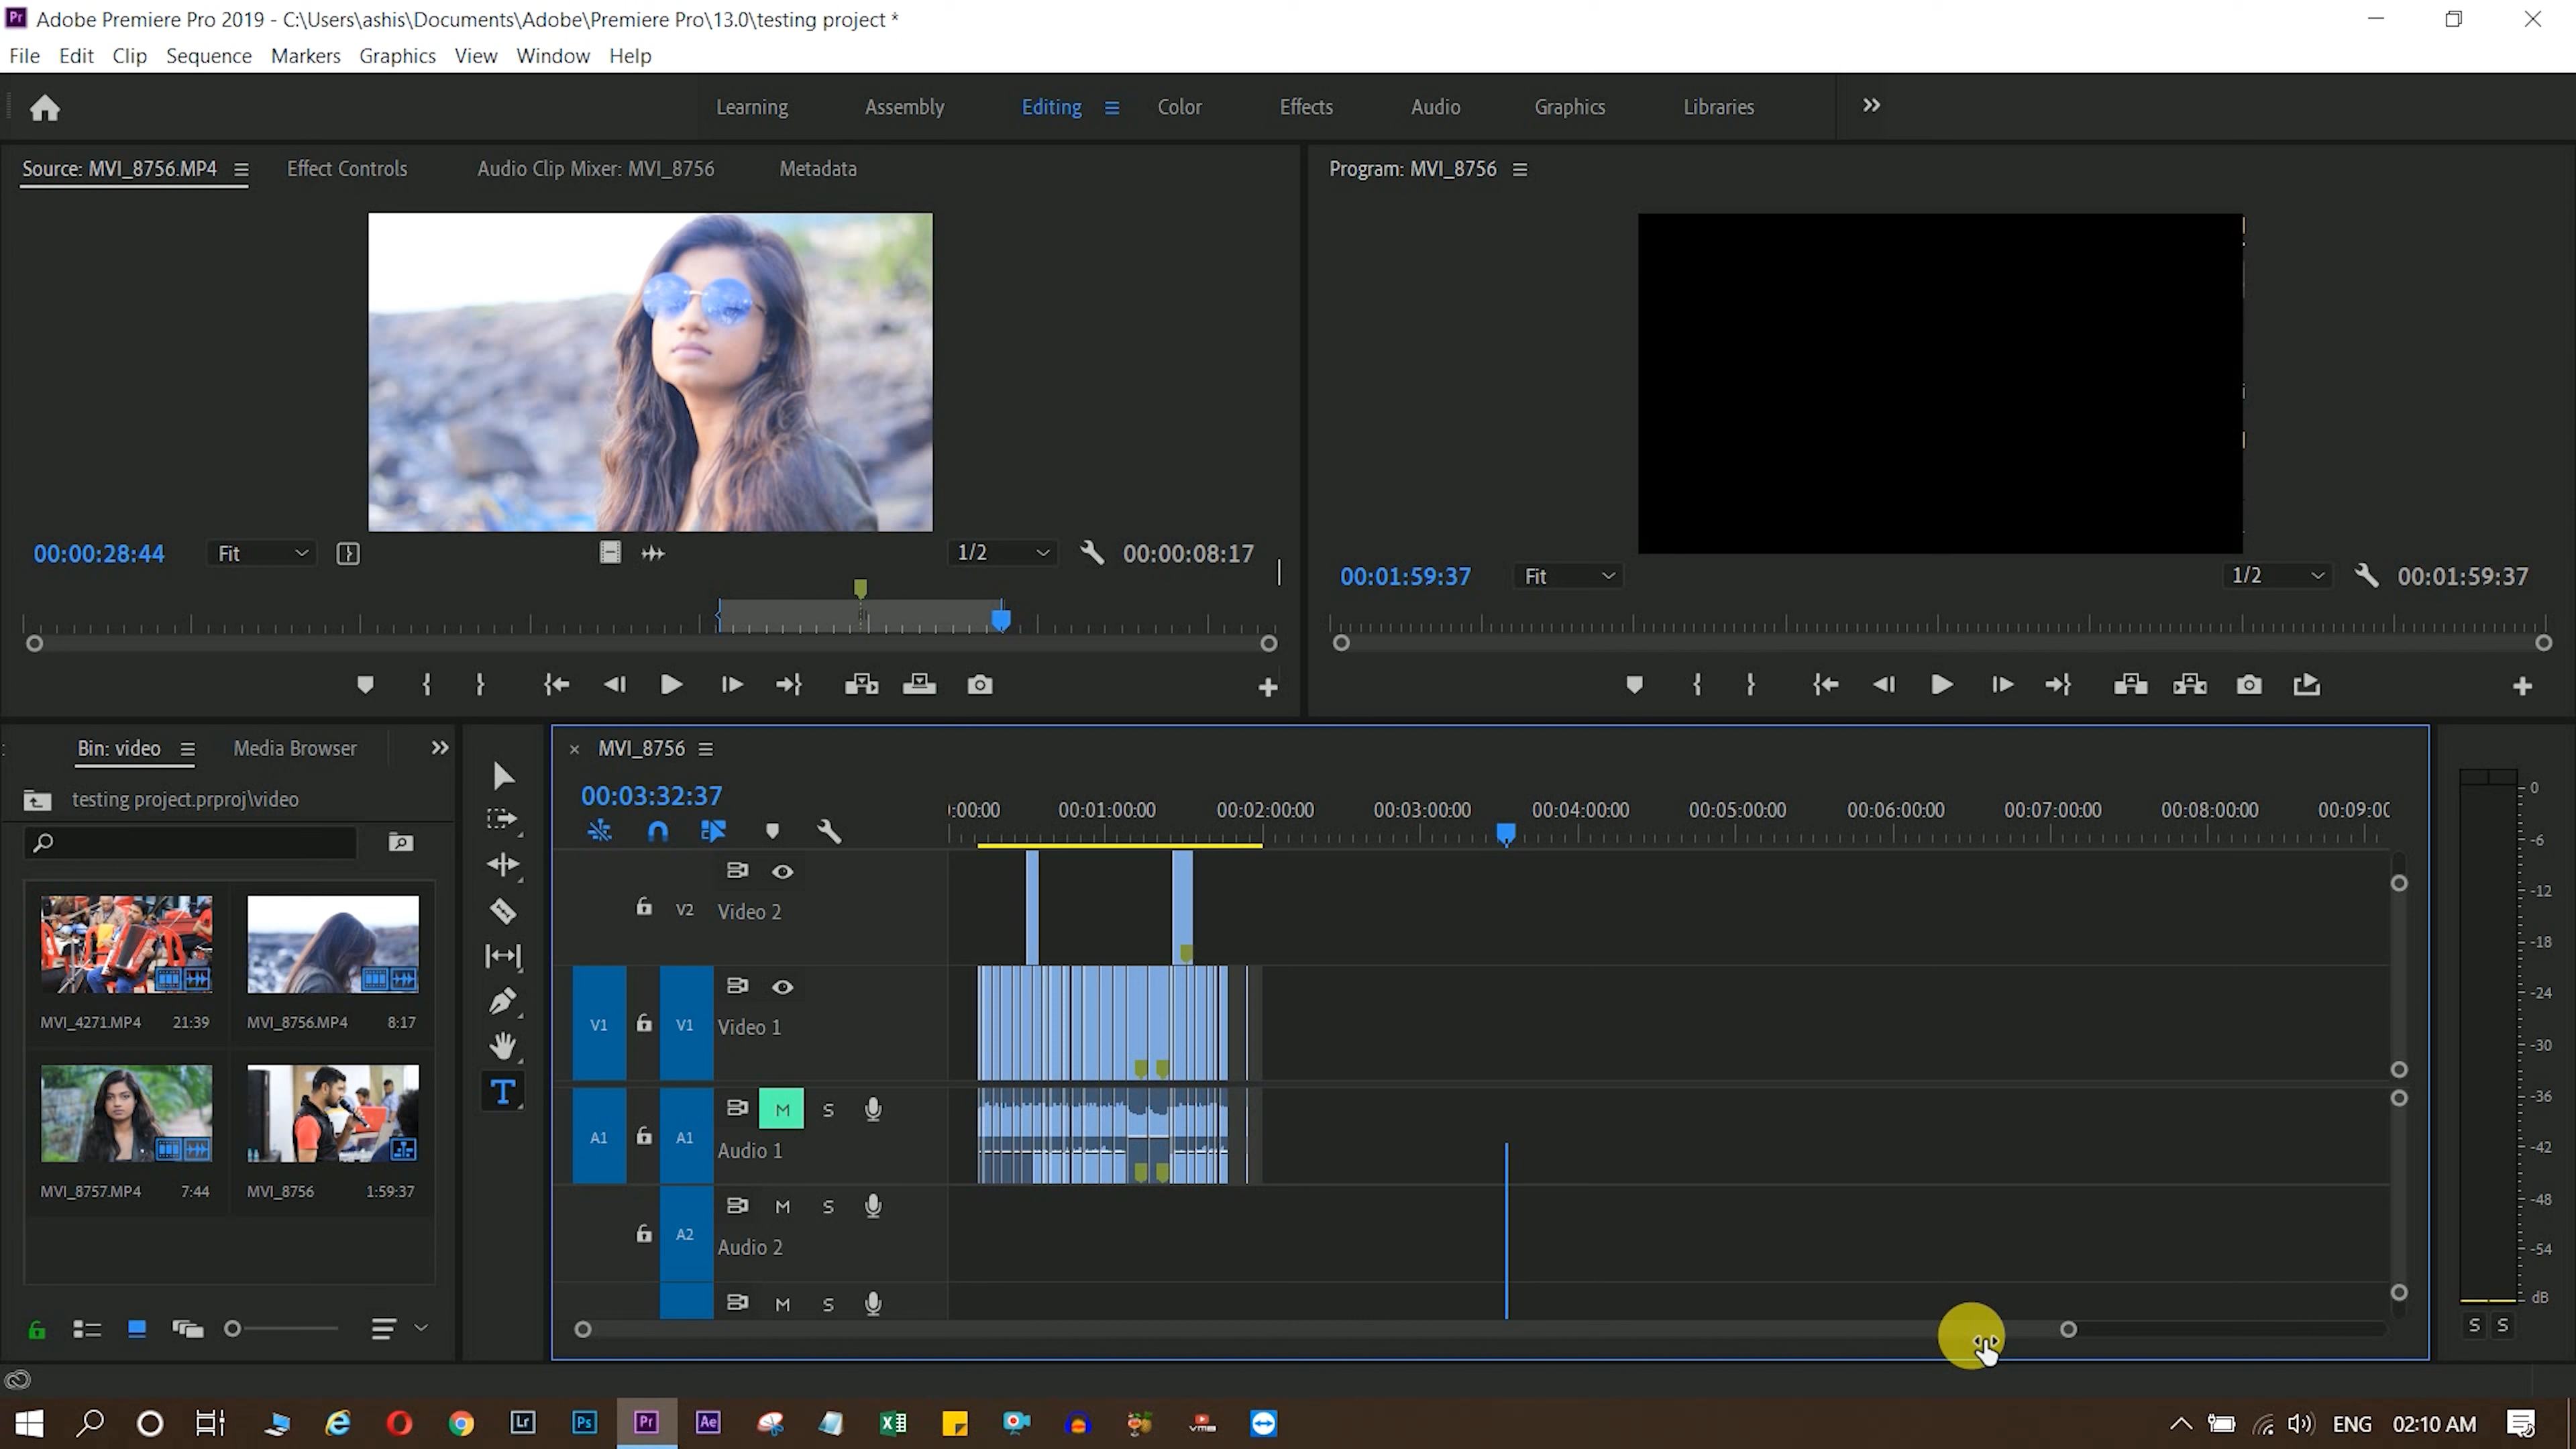 Adobe Premiere Pro 2019 - C:\Users\ashis\Documents\Adobe\Premiere Pro\13.0\testing project *
File Edit Clip Sequence Markers Graphics View Window Help
Learning Assembly Editing Color Effects Audio Graphics Libraries
Source: MVI_8756.MP4 Effect Controls Audio Clip Mixer: MVI_8756 Metadata
Program: MVI_8756
00:00:28:44 Fit 1/2 00:00:08:17
00:01:59:37 Fit 1/2 00:01:59:37
Bin: video Media Browser
testing project.prproj\video
MVI_4271.MP4 21:39
MVI_8756.MP4 8:17
MVI_8757.MP4 7:44
MVI_8756 1:59:37
MVI_8756
00:03:32:37
:00:00 00:01:00:00 00:02:00:00 00:03:00:00 00:04:00:00 00:05:00:00 00:06:00:00 00:07:00:00 00:08:00:00 00:09:0
V2 Video 2
V1 V1 Video 1
M S
A1 A1 Audio 1
M S
A2 Audio 2
M S
0
-6
-12
-18
-24
-30
-36
-42
-48
-54
dB
S S
T
Pr
Lr Ps Pr Ae
ENG 02:10 AM